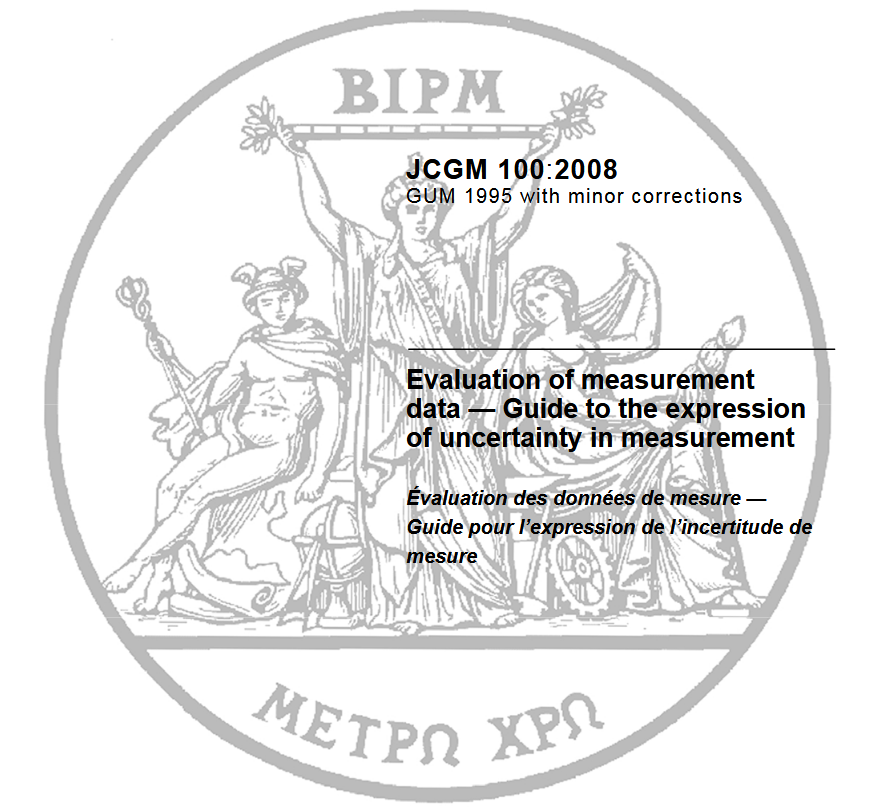 BIPM
JCGM 100:2008
GUM 1995 with minor corrections
Evaluation of measurement
data — Guide to the expression
of uncertainty in measurement
Évaluation des données de mesure —
Guide pour l’expression de l’incertitude de
mesure
ΜΕΤΡΩ ΧΡΩ